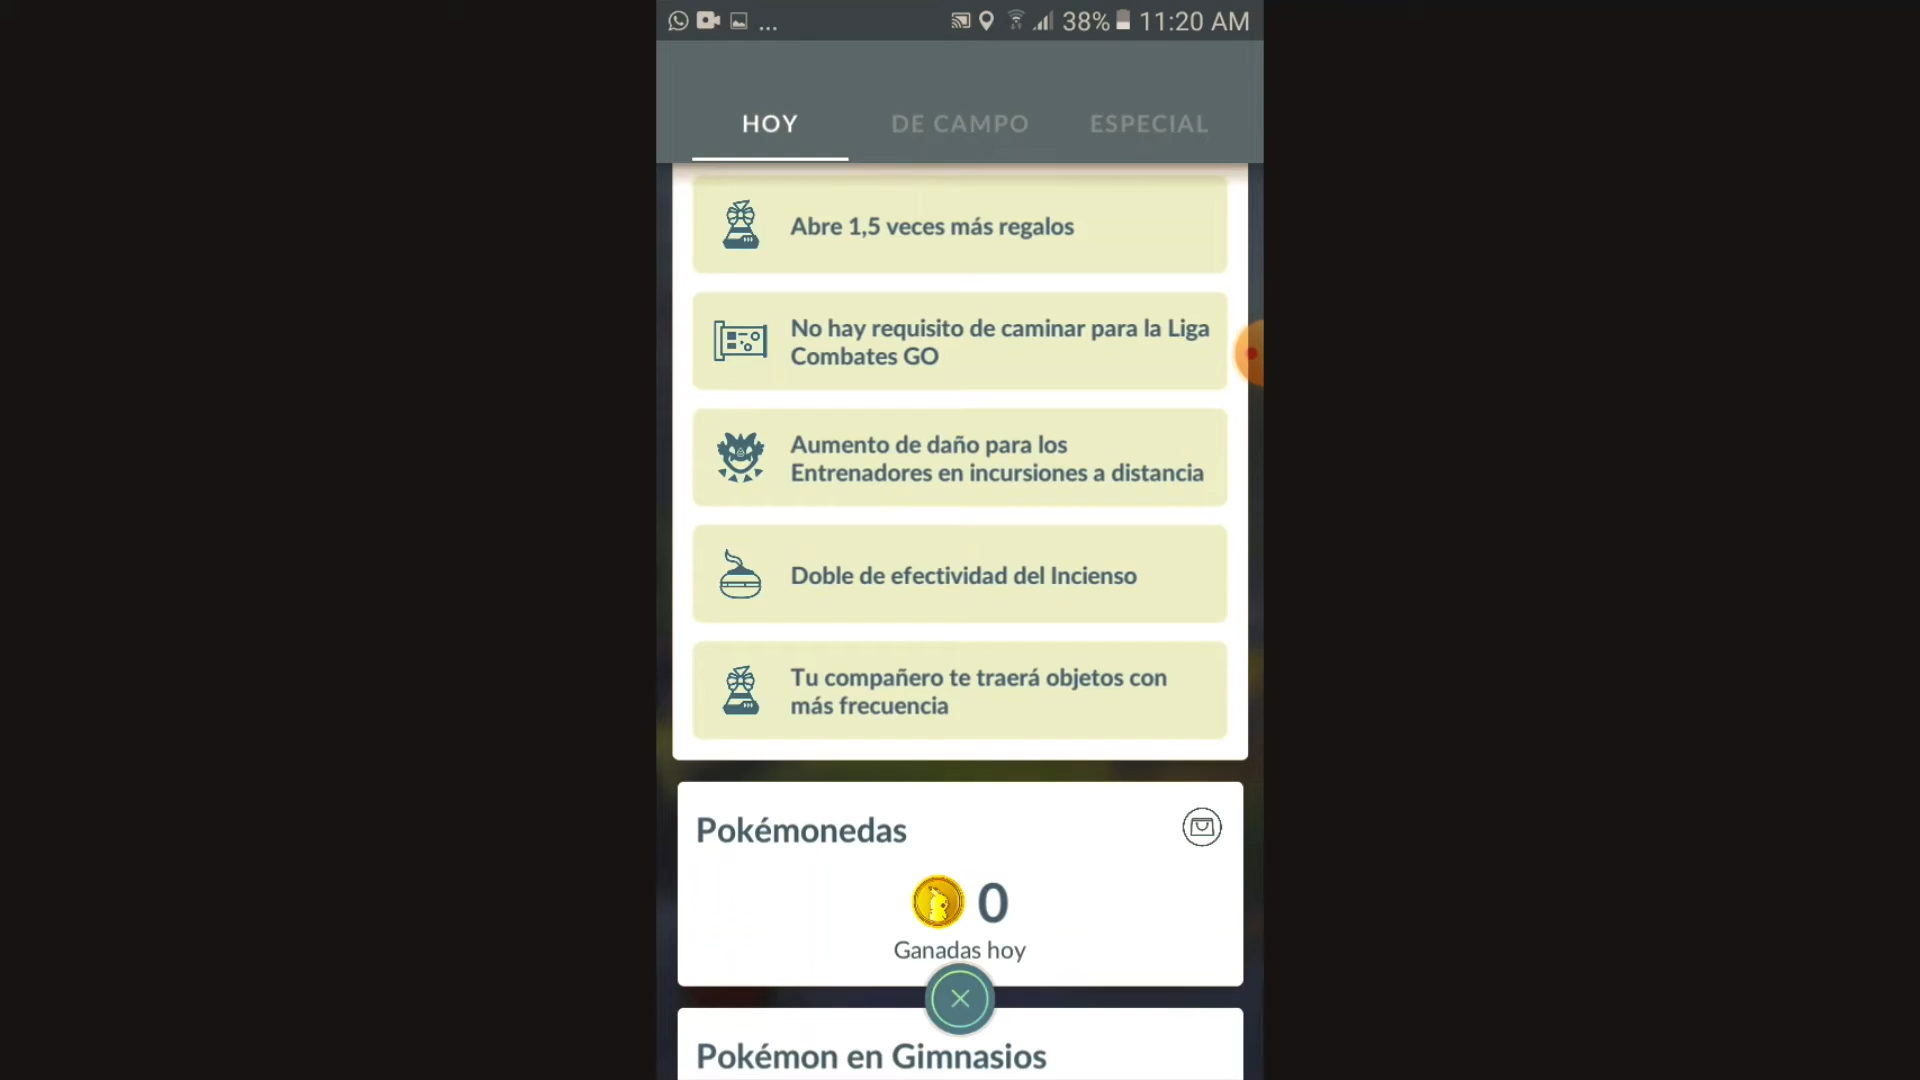 ... 38% 11:20 AM
HOY DE CAMPO ESPECIAL
Abre 1,5 veces más regalos
No hay requisito de caminar para la Liga
Combates GO
Aumento de daño para los
Entrenadores en incursiones a distancia
Doble de efectividad del Incienso
Tu compañero te traerá objetos con
más frecuencia
Pokémonedas
0
Ganadas hoy
Pokémon en Gimnasios